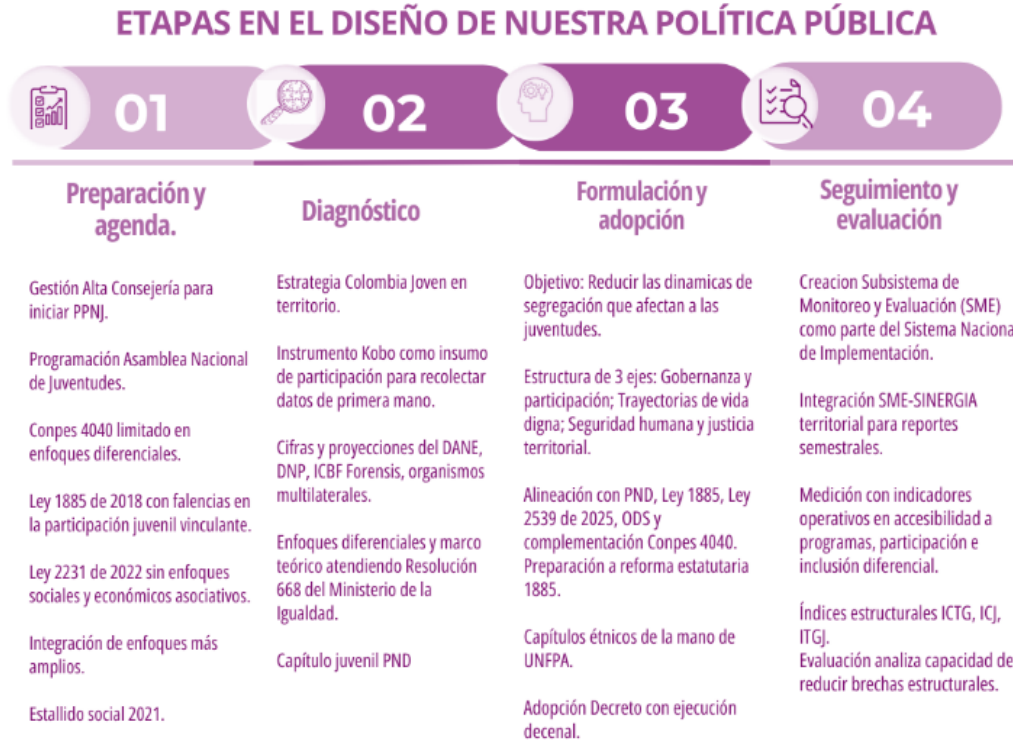 ETAPAS EN EL DISEÑO DE NUESTRA POLÍTICA PÚBLICA
01
02
03
04
Preparación y
agenda.
Gestión Alta Consejería para
iniciar PPNJ.
Programación Asamblea Nacional
de Juventudes.
Conpes 4040 limitado en
enfoques diferenciales.
Ley 1885 de 2018 con falencias en
la participación juvenil vinculante.
Ley 2231 de 2022 sin enfoques
sociales y económicos asociativos.
Integración de enfoques más
amplios.
Estallido social 2021.
Diagnóstico
Estrategia Colombia Joven en
territorio.
Instrumento Kobo como insumo
de participación para recolectar
datos de primera mano.
Cifras y proyecciones del DANE,
DNP, ICBF Forensis, organismos
multilaterales.
Enfoques diferenciales y marco
teórico atendiendo Resolución
668 del Ministerio de la
Igualdad.
Capítulo juvenil PND
Formulación y
adopción
Objetivo: Reducir las dinamicas de
segregación que afectan a las
juventudes.
Estructura de 3 ejes: Gobernanza y
participación; Trayectorias de vida
digna; Seguridad humana y justicia
territorial.
Alineación con PND, Ley 1885, Ley
2539 de 2025, ODS y
complementación Conpes 4040.
Preparación a reforma estatutaria
1885.
Capítulos étnicos de la mano de
UNFPA.
Adopción Decreto con ejecución
decenal.
Seguimiento y
evaluación
Creacion Subsistema de
Monitoreo y Evaluación (SME)
como parte del Sistema Naciona
de Implementación.
Integración SME-SINERGIA
territorial para reportes
semestrales.
Medición con indicadores
operativos en accesibilidad a
programas, participación e
inclusión diferencial.
Índices estructurales ICTG, ICJ,
ITGJ.
Evaluación analiza capacidad de
reducir brechas estructurales.